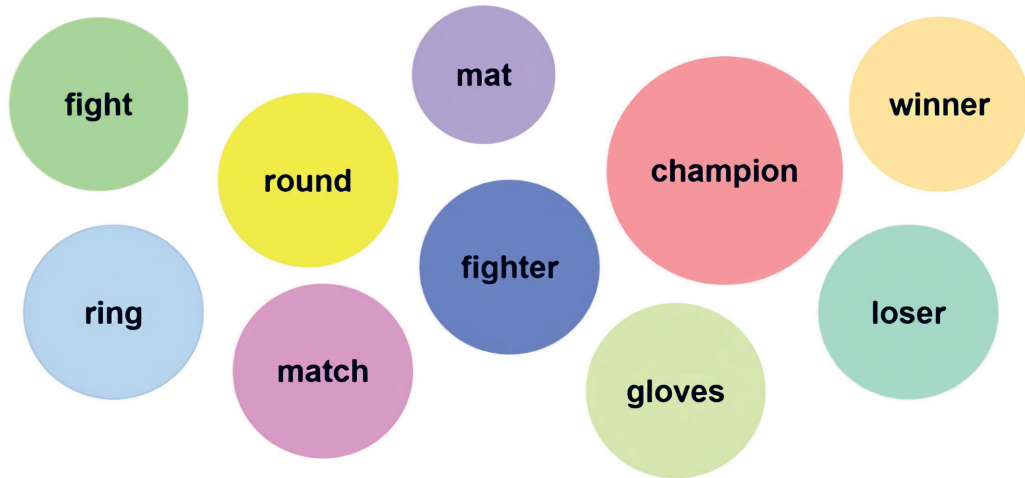 fight
mat
winner
round
champion
fighter
ring
loser
match
gloves